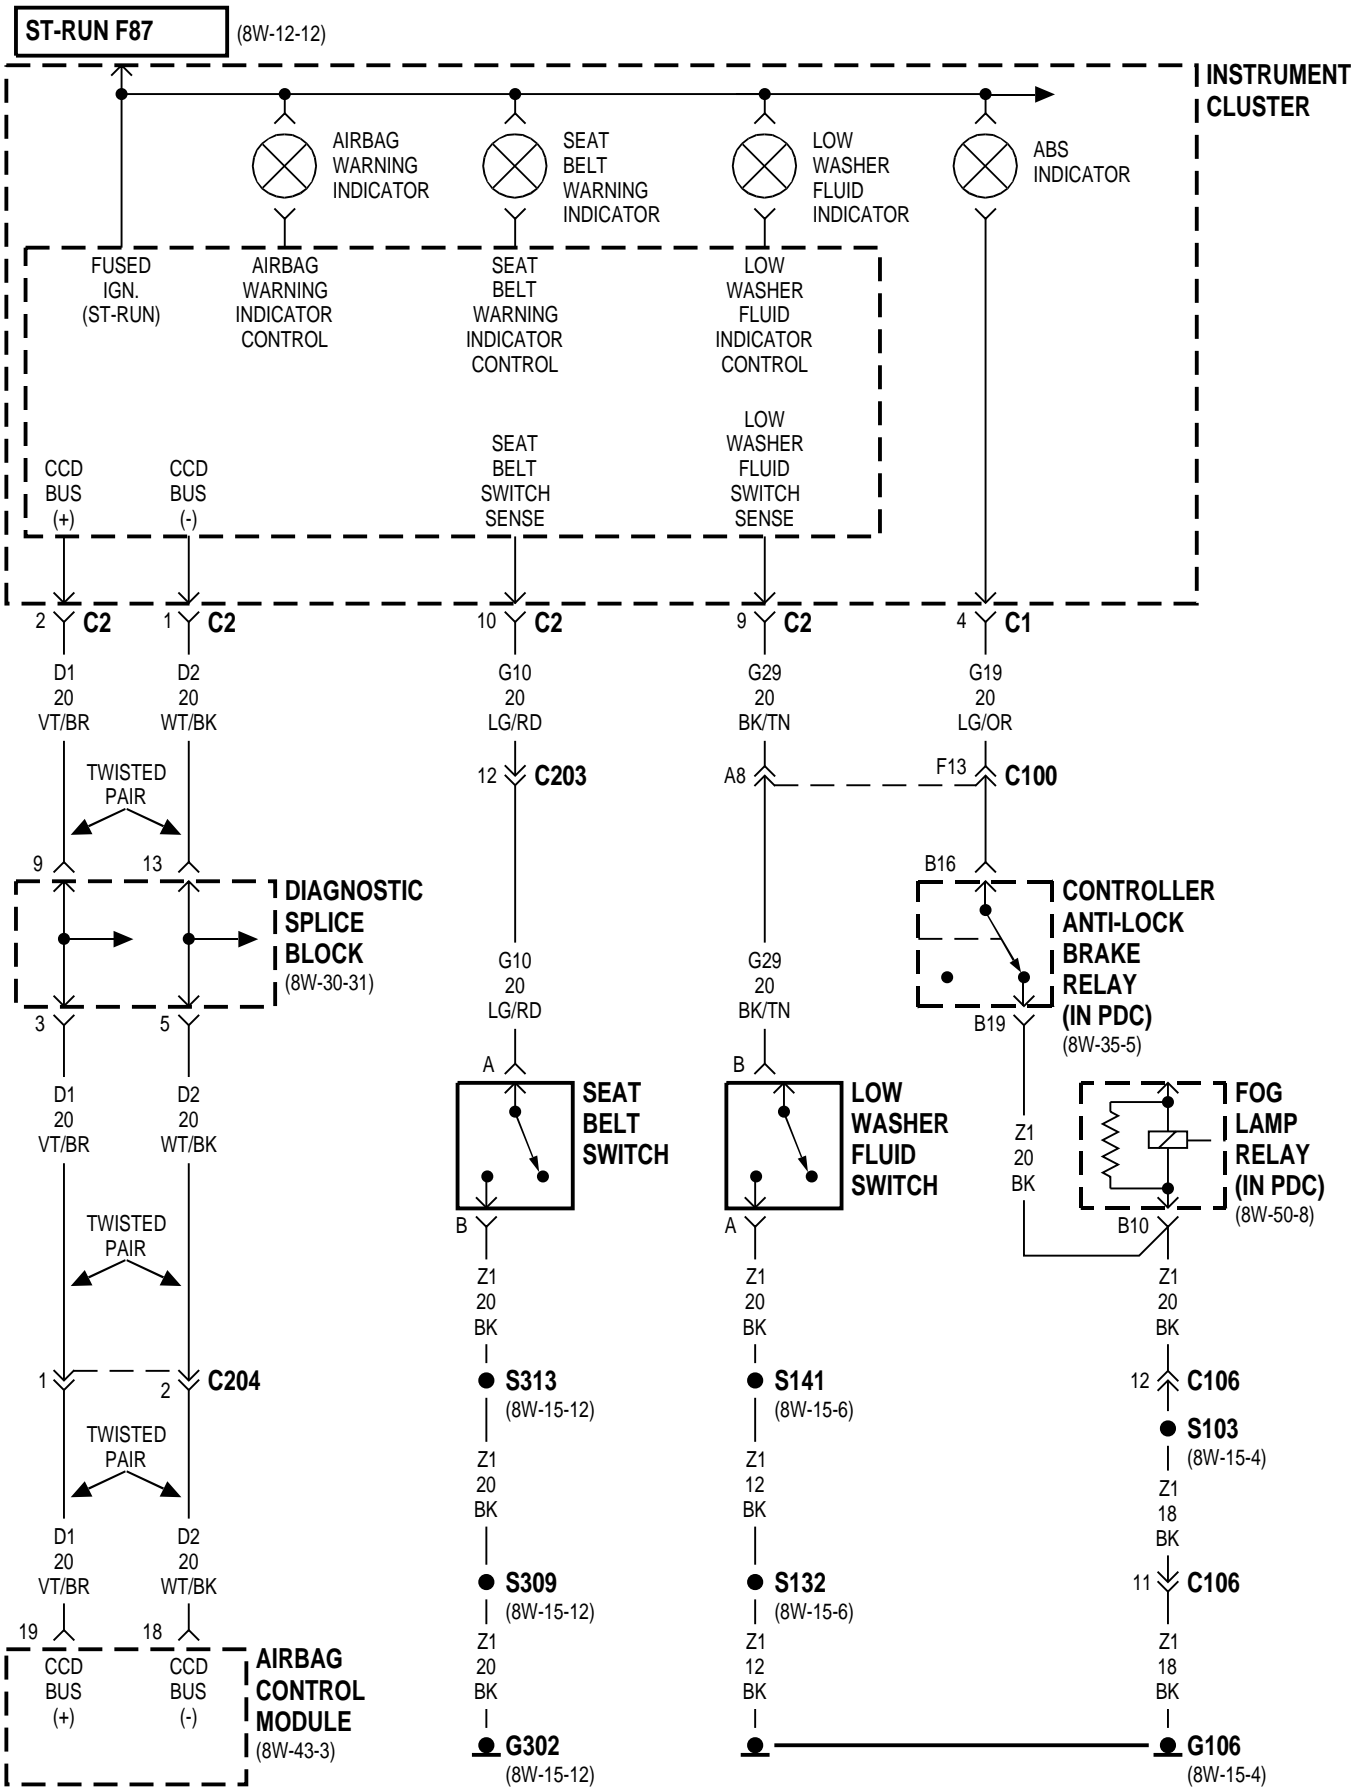 ST-RUN F87 (8W-12-12)
INSTRUMENT
CLUSTER
AIRBAG
WARNING
INDICATOR
SEAT
BELT
WARNING
INDICATOR
LOW
WASHER
FLUID
INDICATOR
ABS
INDICATOR
FUSED
IGN.
(ST-RUN)
AIRBAG
WARNING
INDICATOR
CONTROL
SEAT
BELT
WARNING
INDICATOR
CONTROL
LOW
WASHER
FLUID
INDICATOR
CONTROL
CCD
BUS
(+)
CCD
BUS
(-)
SEAT
BELT
SWITCH
SENSE
LOW
WASHER
FLUID
SWITCH
SENSE
2 C2
1 C2
10 C2
9 C2
4 C1
D1
20
VT/BR
D2
20
WT/BK
G10
20
LG/RD
G29
20
BK/TN
G19
20
LG/OR
TWISTED
PAIR
12 C203
A8
F13 C100
9
13
DIAGNOSTIC
SPLICE
BLOCK
(8W-30-31)
3
5
G10
20
LG/RD
G29
20
BK/TN
B16
CONTROLLER
ANTI-LOCK
BRAKE
RELAY
(IN PDC)
(8W-35-5)
B19
D1
20
VT/BR
D2
20
WT/BK
A
SEAT
BELT
SWITCH
B
B
LOW
WASHER
FLUID
SWITCH
A
Z1
20
BK
FOG
LAMP
RELAY
(IN PDC)
(8W-50-8)
B10
TWISTED
PAIR
Z1
20
BK
Z1
20
BK
Z1
20
BK
1
2 C204
S313
(8W-15-12)
S141
(8W-15-6)
12 C106
S103
(8W-15-4)
TWISTED
PAIR
Z1
20
BK
Z1
12
BK
Z1
18
BK
D1
20
VT/BR
D2
20
WT/BK
S309
(8W-15-12)
S132
(8W-15-6)
11 C106
19
18
CCD
BUS
(+)
CCD
BUS
(-)
AIRBAG
CONTROL
MODULE
(8W-43-3)
Z1
20
BK
Z1
12
BK
Z1
18
BK
G302
(8W-15-12)
G106
(8W-15-4)